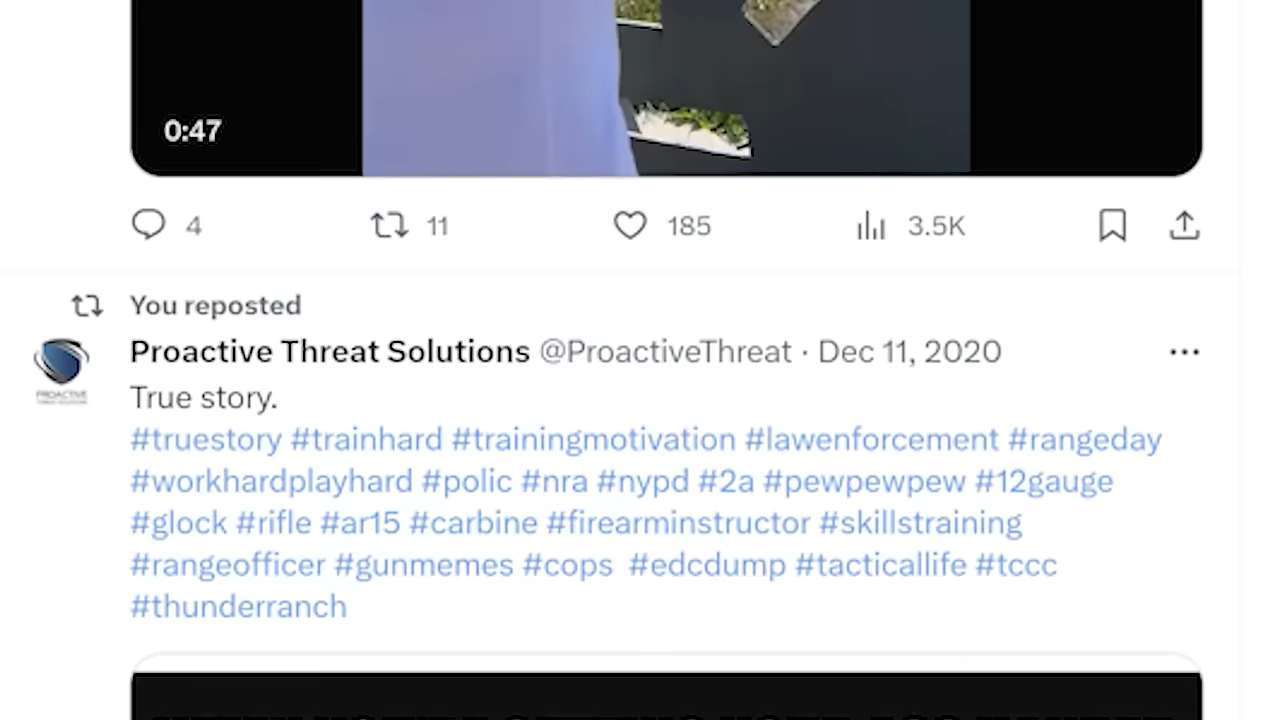 0:47
4 11 185 3.5K
You reposted
Proactive Threat Solutions @ProactiveThreat · Dec 11, 2020
True story.
#truestory #trainhard #trainingmotivation #lawenforcement #rangeday
#workhardplayhard #polic #nra #nypd #2a #pewpewpew #12gauge
#glock #rifle #ar15 #carbine #firearminstructor #skillstraining
#rangeofficer #gunmemes #cops #edcdump #tacticallife #tccc
#thunderranch
PROACTIVE